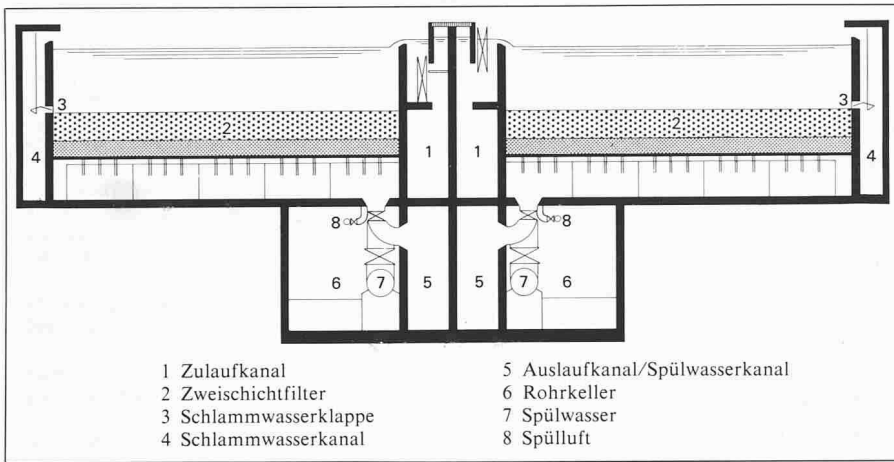 3
2
4
1
1
2
3
4
8
8
6
7
5
5
7
6
1 Zulaufkanal
2 Zweischichtfilter
3 Schlammwasserklappe
4 Schlammwasserkanal
5 Auslaufkanal/Spülwasserkanal
6 Rohrkeller
7 Spülwasser
8 Spülluft